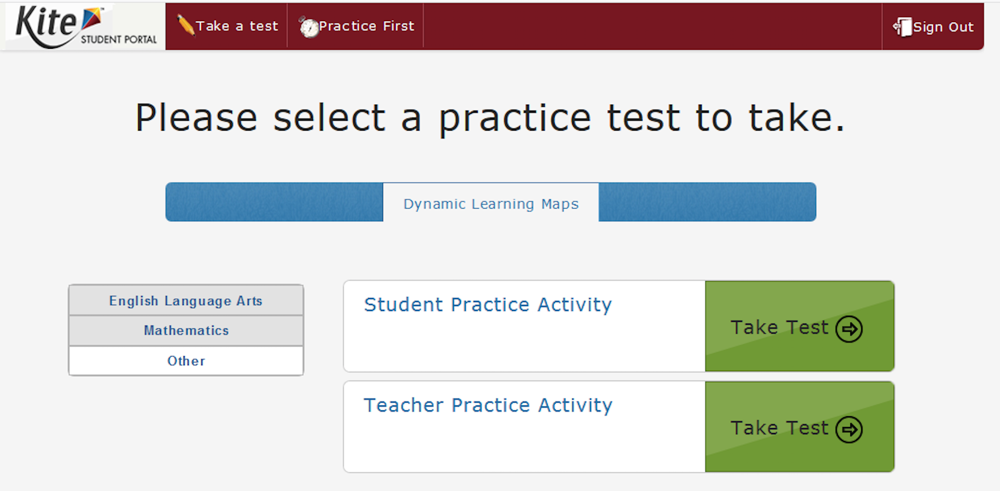 Kite™
STUDENT PORTAL
Take a test
Practice First
Sign Out
Please select a practice test to take.
Dynamic Learning Maps
English Language Arts
Mathematics
Other
Student Practice Activity
Take Test
Teacher Practice Activity
Take Test